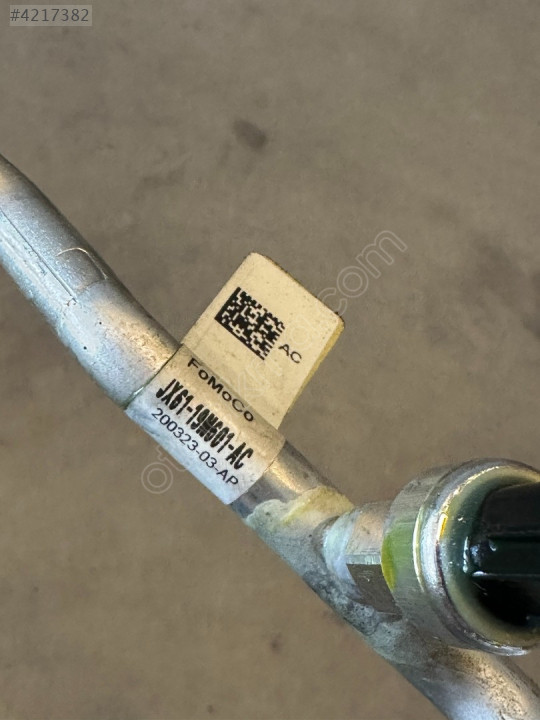 #4217382
AC
FoMoCo
JX61-19N601-AC
200323-03-AP